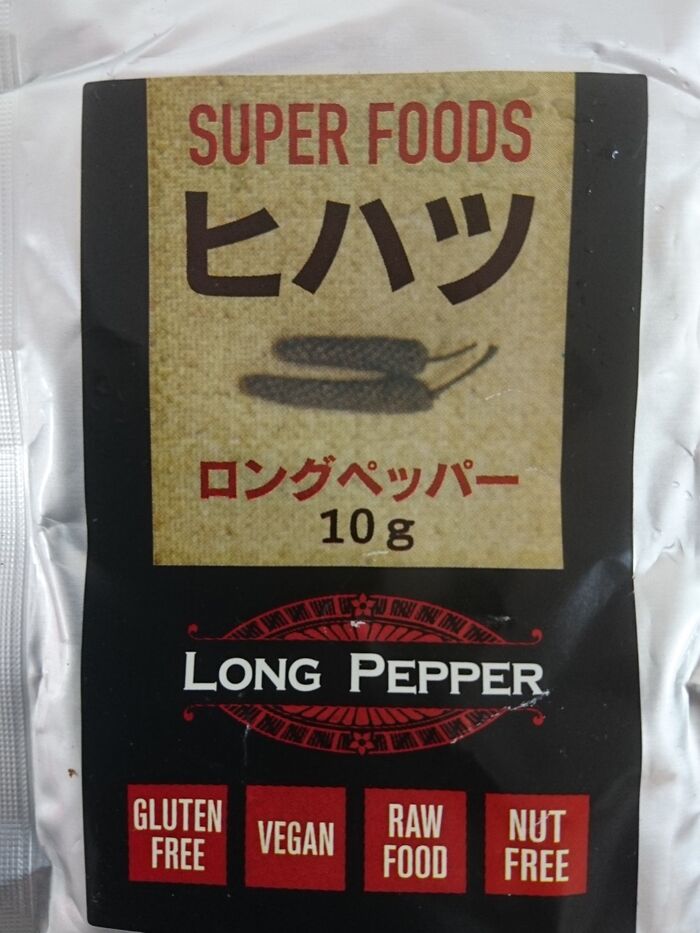 SUPER FOODS
ヒハツ
ロングペッパー
10g
LONG PEPPER
GLUTEN
FREE
VEGAN
RAW
FOOD
NUT
FREE